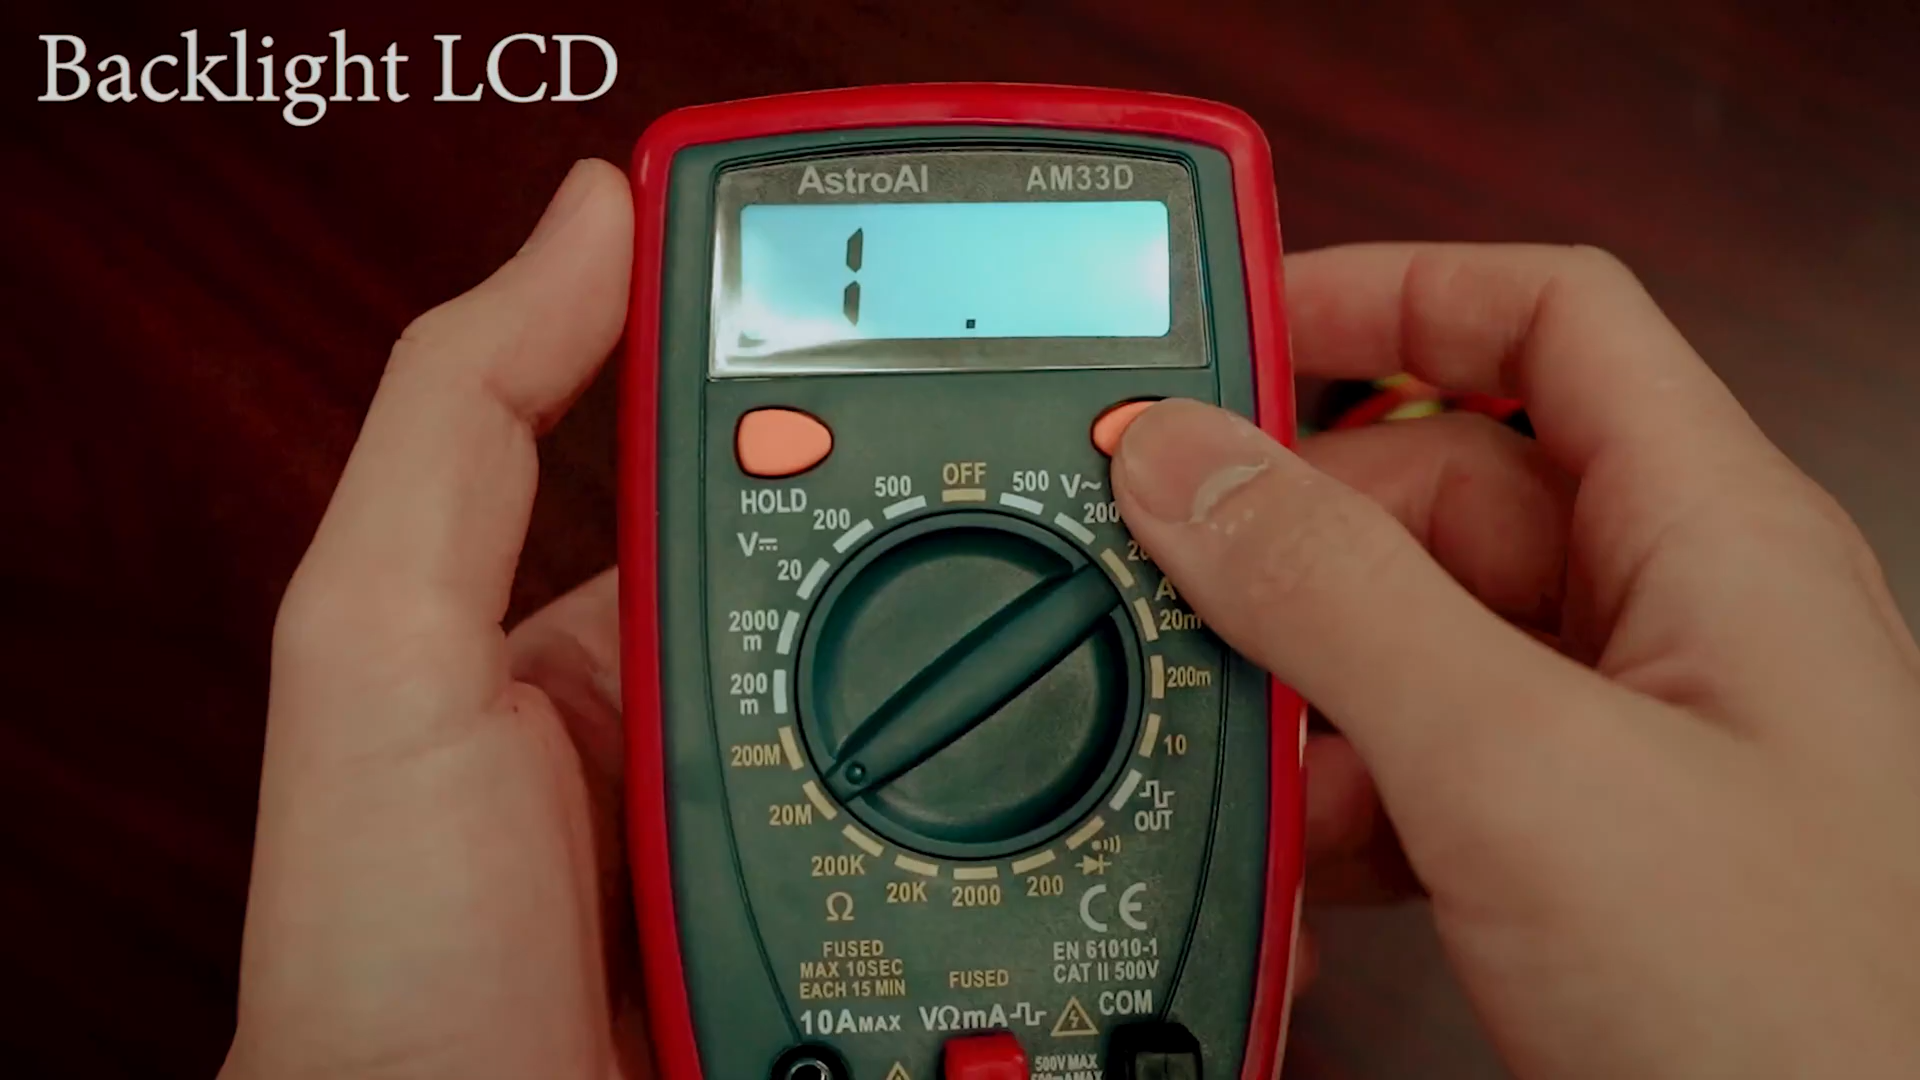 Backlight LCD
AstroAI AM33D
1 .
HOLD
OFF
500
200
V⎓
20
2000
m
200
m
200M
20M
200K
Ω
20K
2000
200
500
V~
200
A
20m
200m
10
OUT
CE
EN 61010-1
CAT II 500V
FUSED
MAX 10SEC
EACH 15 MIN
FUSED
10AMAX
VΩmA
COM
500V MAX